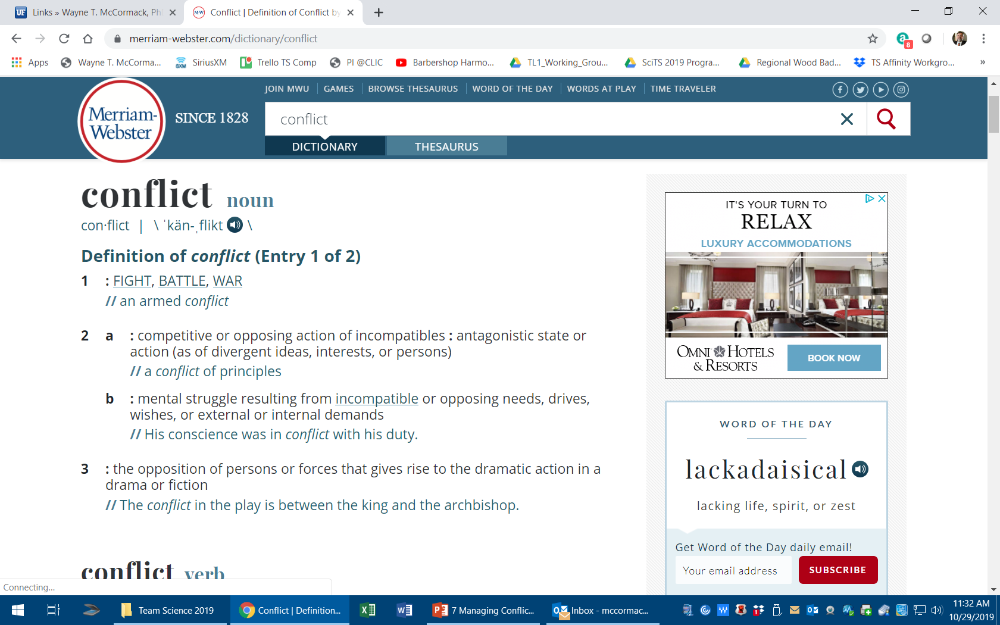 Links » Wayne T. McCormack, Ph
Conflict | Definition of Conflict by
merriam-webster.com/dictionary/conflict
8
Apps
Wayne T. McCorma...
SiriusXM
Trello TS Comp
PI @CLIC
Barbershop Harmo...
TL1_Working_Grou...
SciTS 2019 Progra...
Regional Wood Bad...
TS Affinity Workgro...
»
JOIN MWU
GAMES
BROWSE THESAURUS
WORD OF THE DAY
WORDS AT PLAY
TIME TRAVELER
Merriam-
Webster
SINCE 1828
conflict
DICTIONARY
THESAURUS
conflict noun
con·flict | \ ˈkän-ˌflikt \
Definition of conflict (Entry 1 of 2)
1 : FIGHT, BATTLE, WAR
// an armed conflict
2 a : competitive or opposing action of incompatibles : antagonistic state or
action (as of divergent ideas, interests, or persons)
// a conflict of principles
b : mental struggle resulting from incompatible or opposing needs, drives,
wishes, or external or internal demands
// His conscience was in conflict with his duty.
3 : the opposition of persons or forces that gives rise to the dramatic action in a
drama or fiction
// The conflict in the play is between the king and the archbishop.
conflict verb
IT'S YOUR TURN TO
RELAX
LUXURY ACCOMMODATIONS
OMNI HOTELS
& RESORTS
BOOK NOW
WORD OF THE DAY
lackadaisical
lacking life, spirit, or zest
Get Word of the Day daily email!
Your email address
SUBSCRIBE
Connecting...
Team Science 2019
Conflict | Definition...
7 Managing Conflic...
Inbox - mccormac...
11:32 AM
10/29/2019